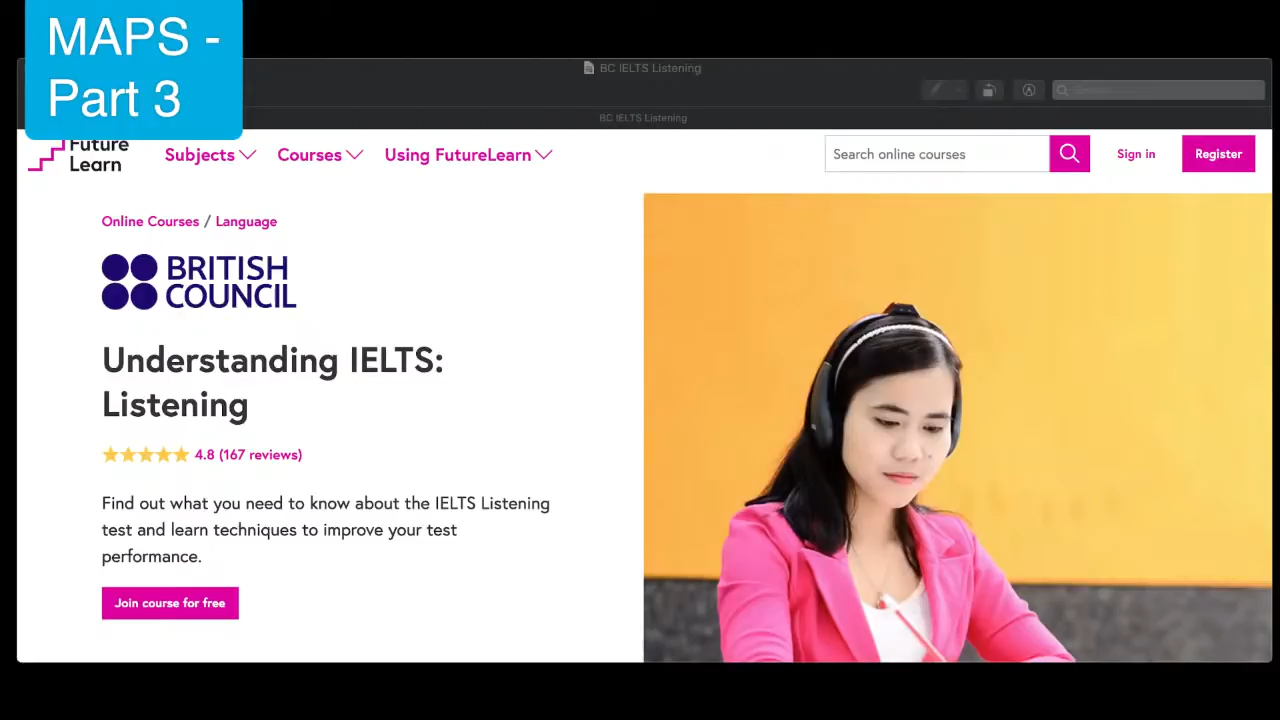 MAPS -
Part 3
BC IELTS Listening
BC IELTS Listening
Future
Learn
Subjects
Courses
Using FutureLearn
Search online courses
Sign in
Register
Online Courses / Language
BRITISH
COUNCIL
Understanding IELTS:
Listening
4.8 (167 reviews)
Find out what you need to know about the IELTS Listening
test and learn techniques to improve your test
performance.
Join course for free